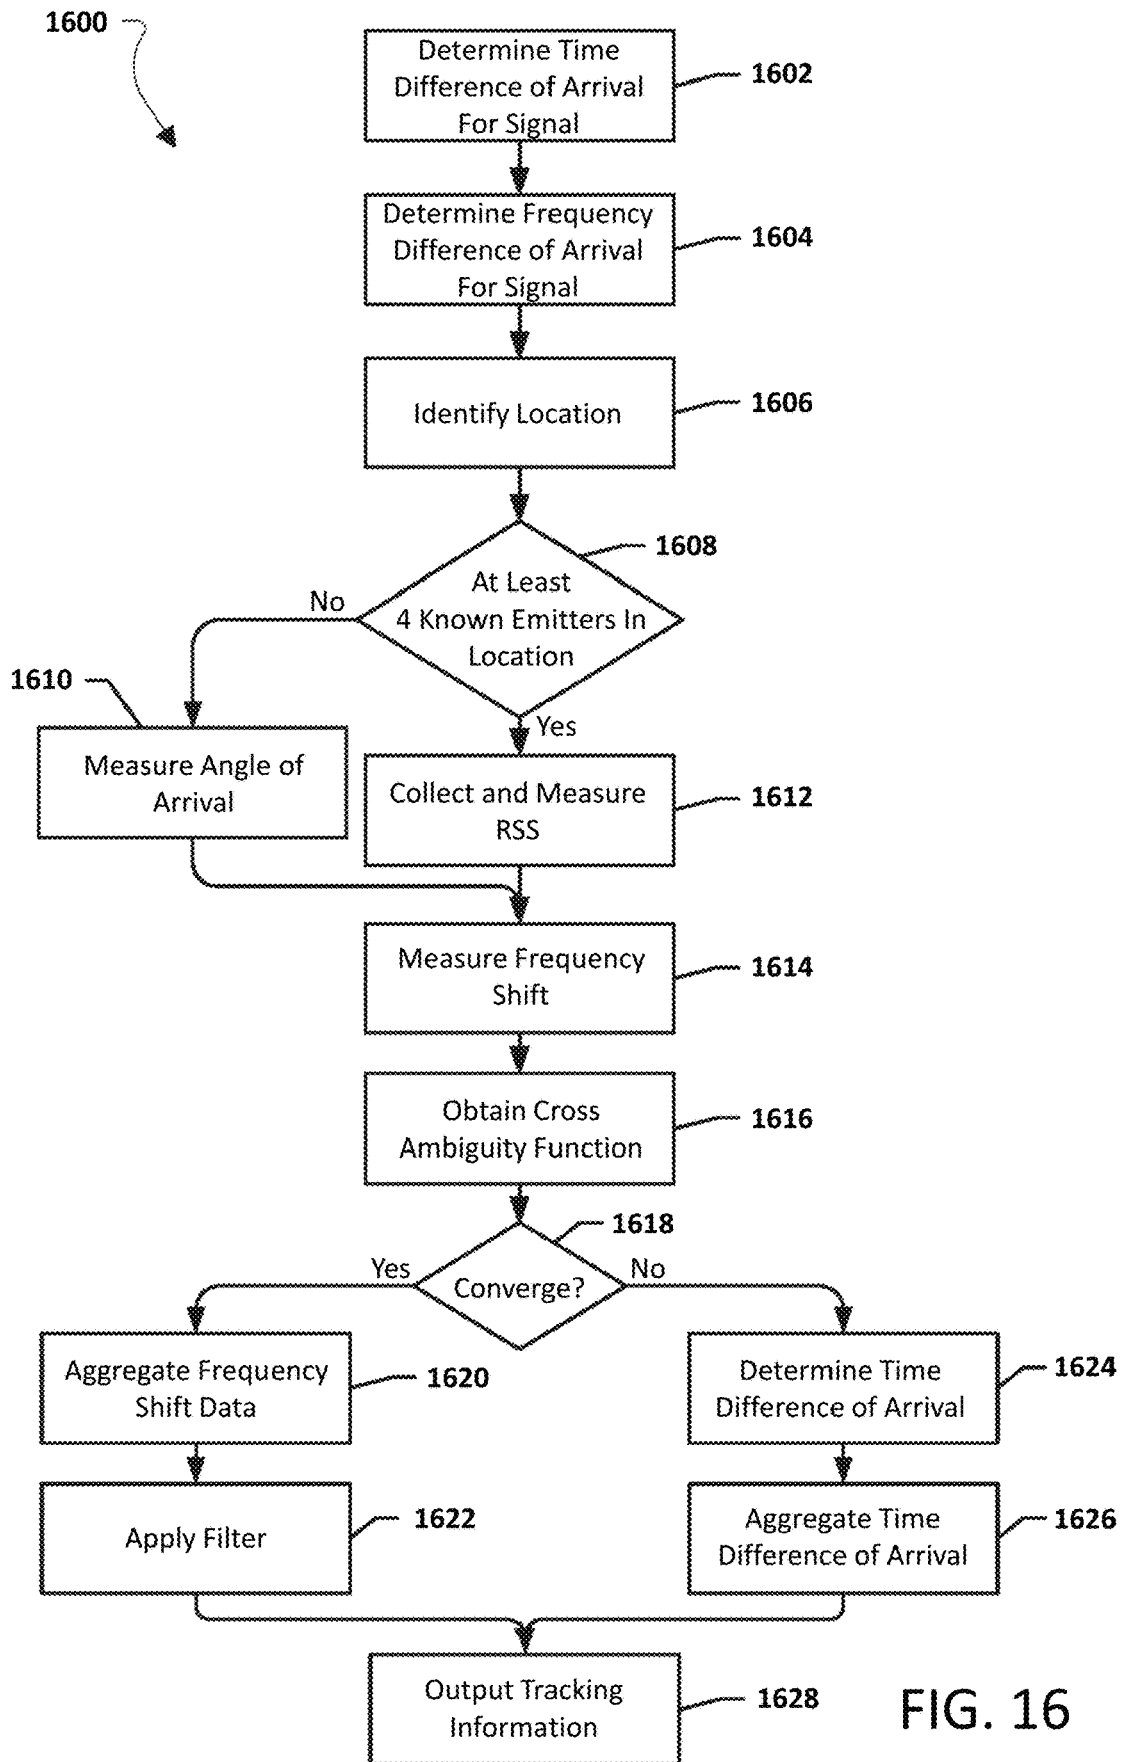 1600
Determine Time
Difference of Arrival
For Signal
1602
Determine Frequency
Difference of Arrival
For Signal
1604
Identify Location
1606
1608
At Least
4 Known Emitters In
Location
No
Yes
1610
Measure Angle of
Arrival
Collect and Measure
RSS
1612
Measure Frequency
Shift
1614
Obtain Cross
Ambiguity Function
1616
1618
Converge?
Yes
No
Aggregate Frequency
Shift Data
1620
Determine Time
Difference of Arrival
1624
Apply Filter
1622
Aggregate Time
Difference of Arrival
1626
Output Tracking
Information
1628
FIG. 16